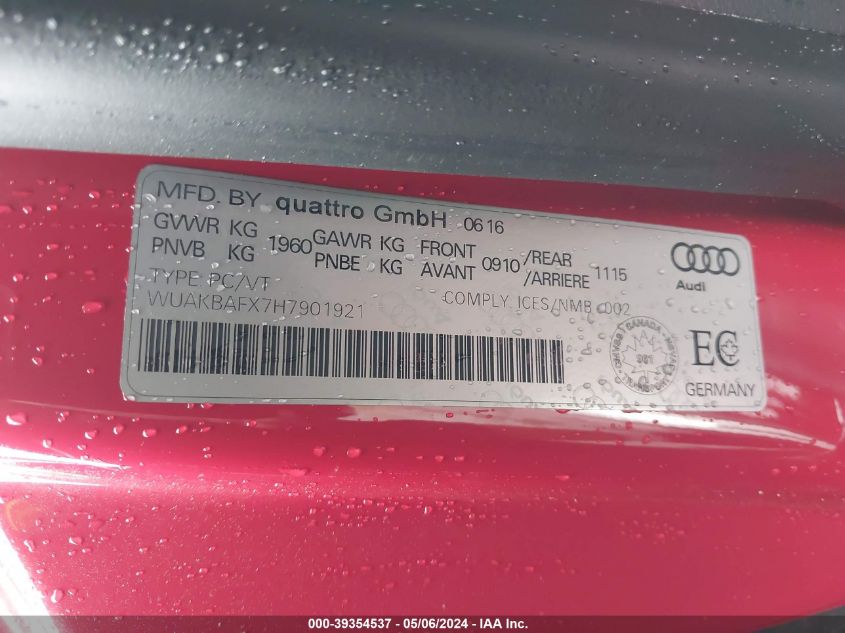 MFD. BY quattro GmbH 0616
GVWR KG 1960 GAWR KG FRONT 0910 /REAR 1115
PNVB KG PNBE KG AVANT /ARRIERE
TYPE PC/VT
WUAKBAFX7H7901921 COMPLY ICES/NMB-002
Audi
CANADA
961
EC
GERMANY
000-39354537 - 05/06/2024 - IAA Inc.